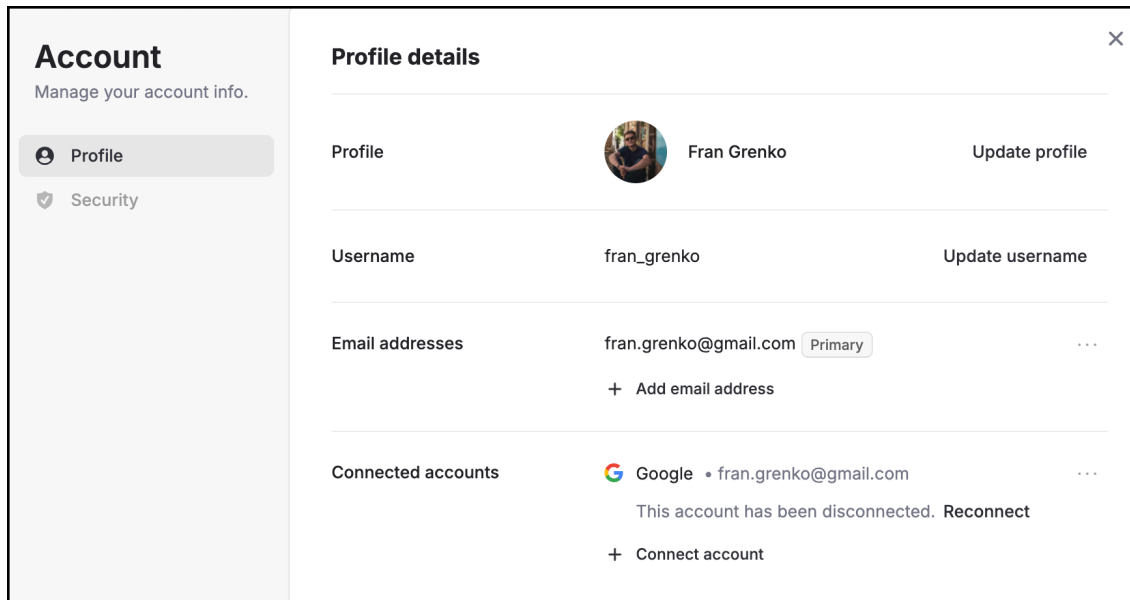 Account
Manage your account info.
Profile
Security
Profile details
Profile Fran Grenko Update profile
Username fran_grenko Update username
Email addresses fran.grenko@gmail.com Primary ...
+ Add email address
Connected accounts Google • fran.grenko@gmail.com ...
This account has been disconnected. Reconnect
+ Connect account